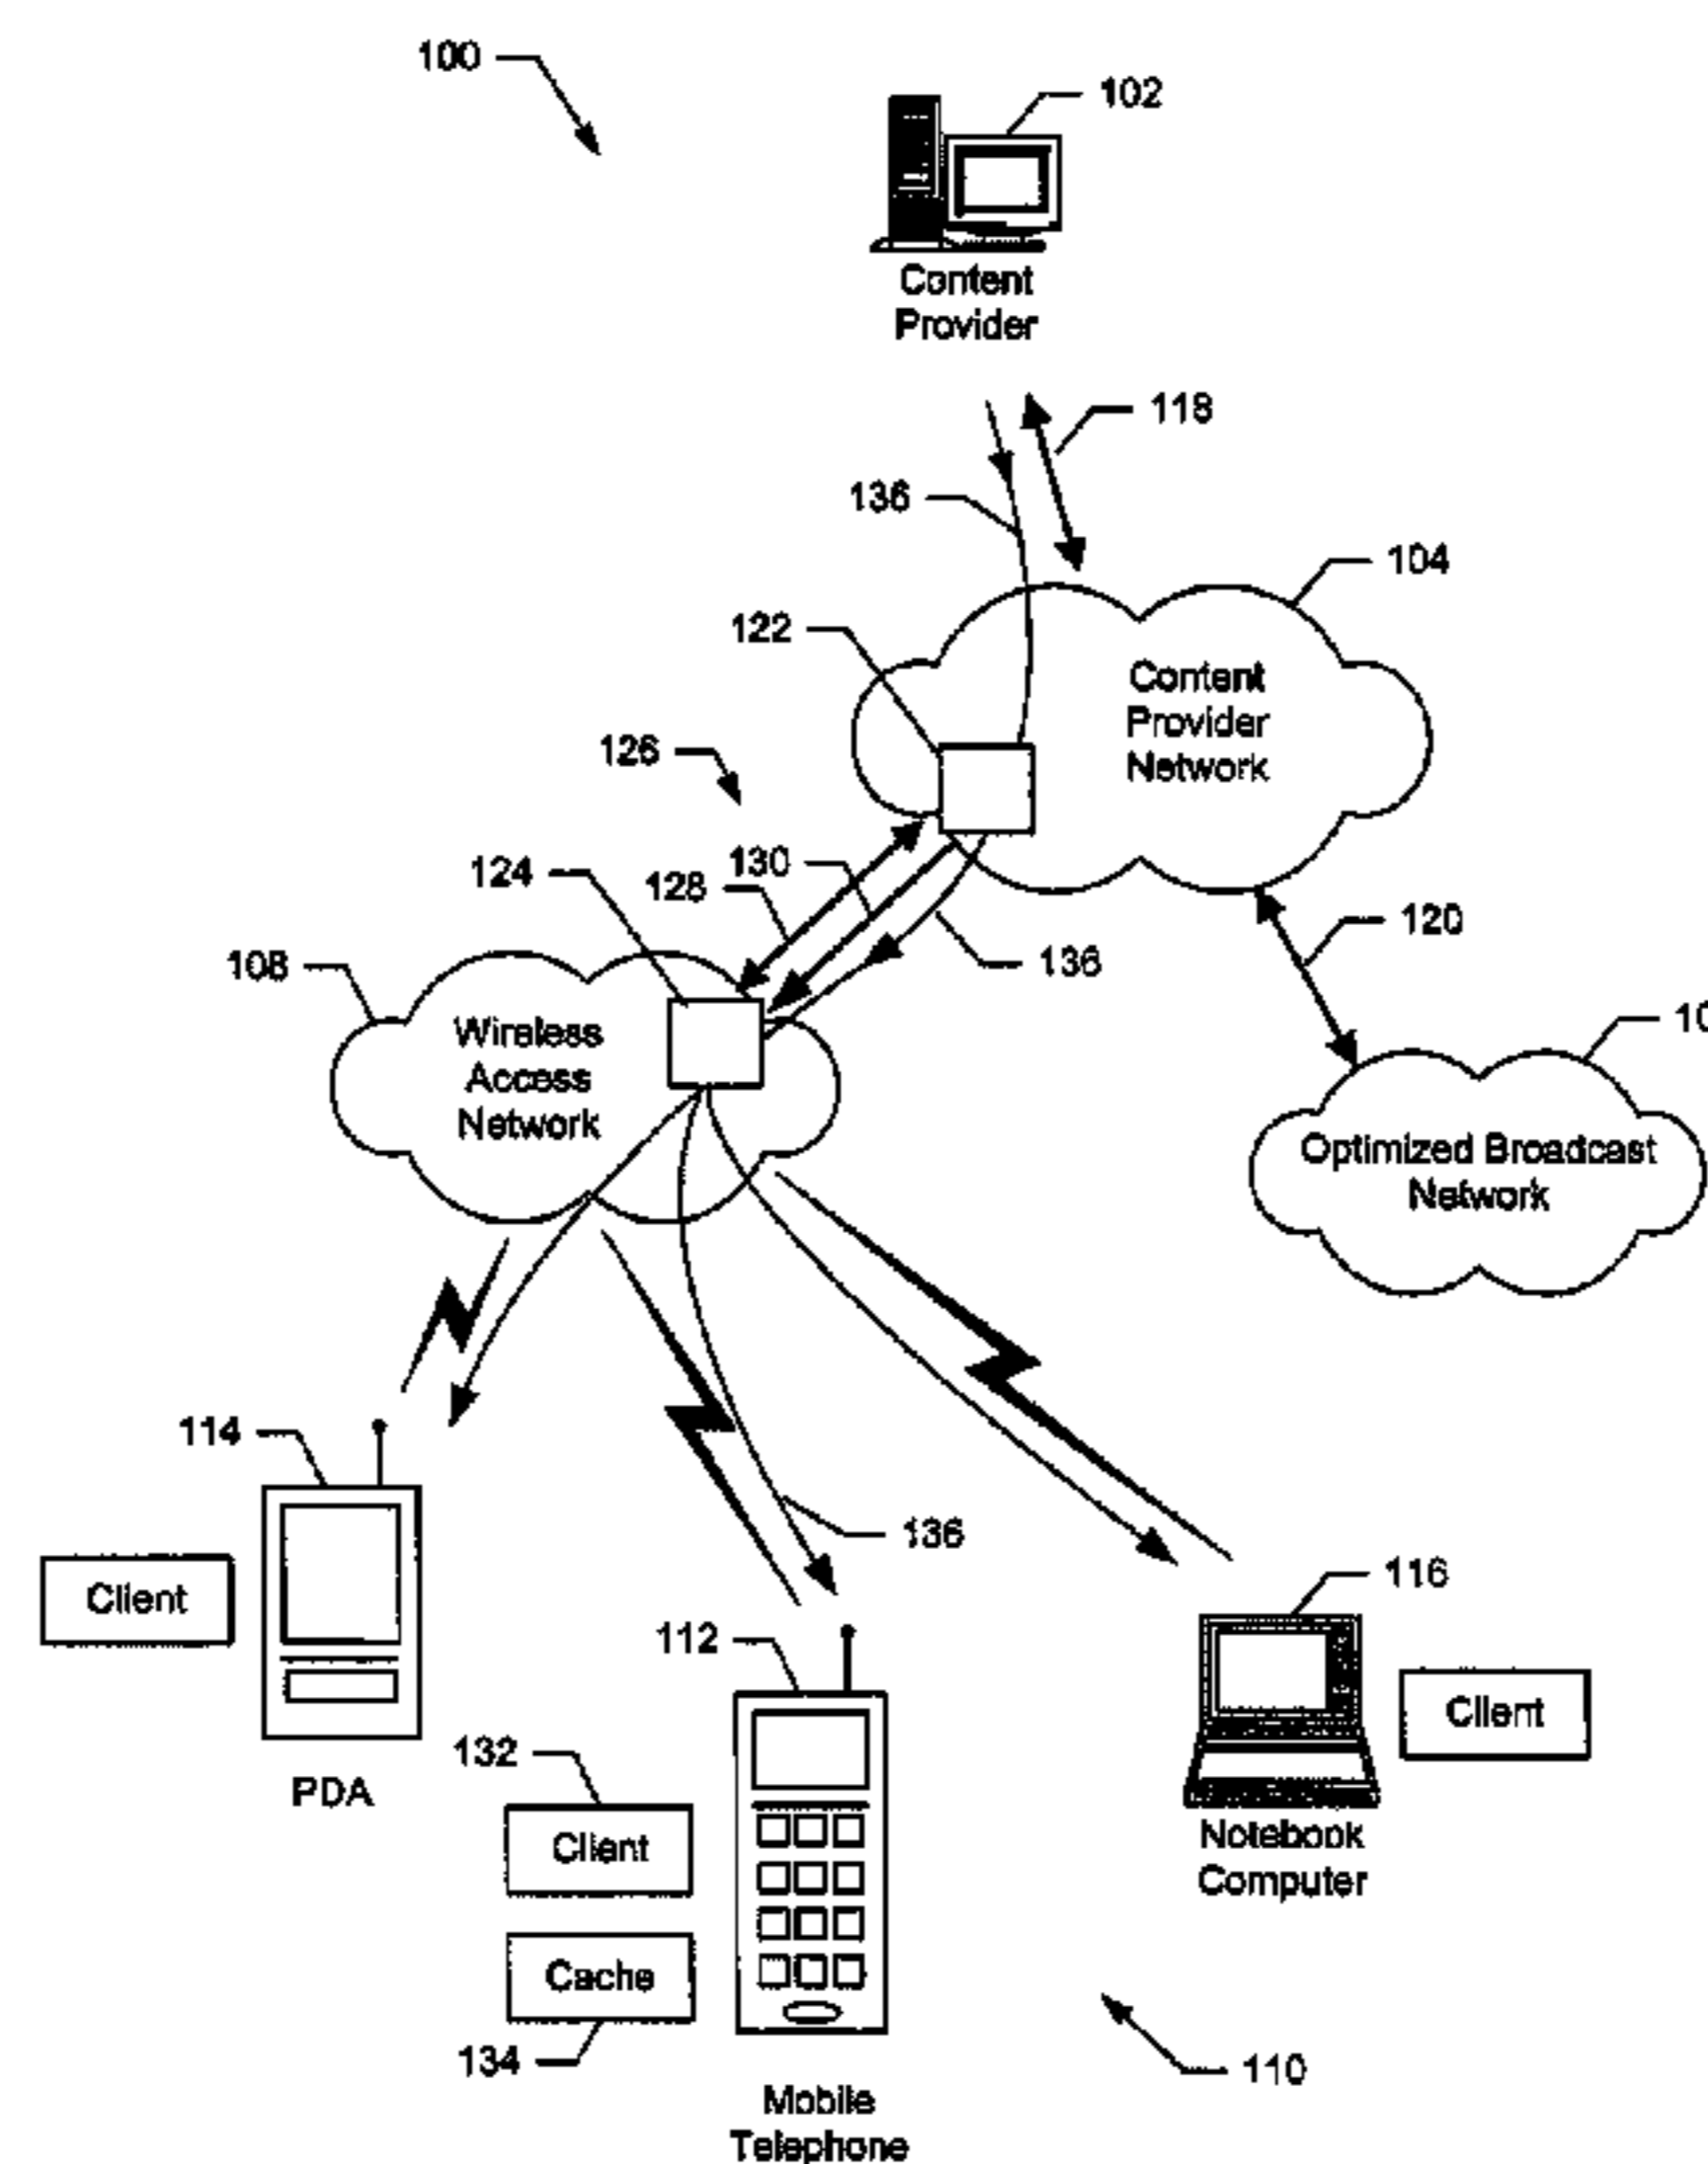 100
102
Content
Provider
118
136
104
122
Content
Provider
Network
126
130
124
128
120
136
108
10
Wireless
Access
Network
Optimized Broadcast
Network
114
136
116
Client
112
Client
132
PDA
Client
Notebook
Computer
Cache
134
110
Mobile
Telephone